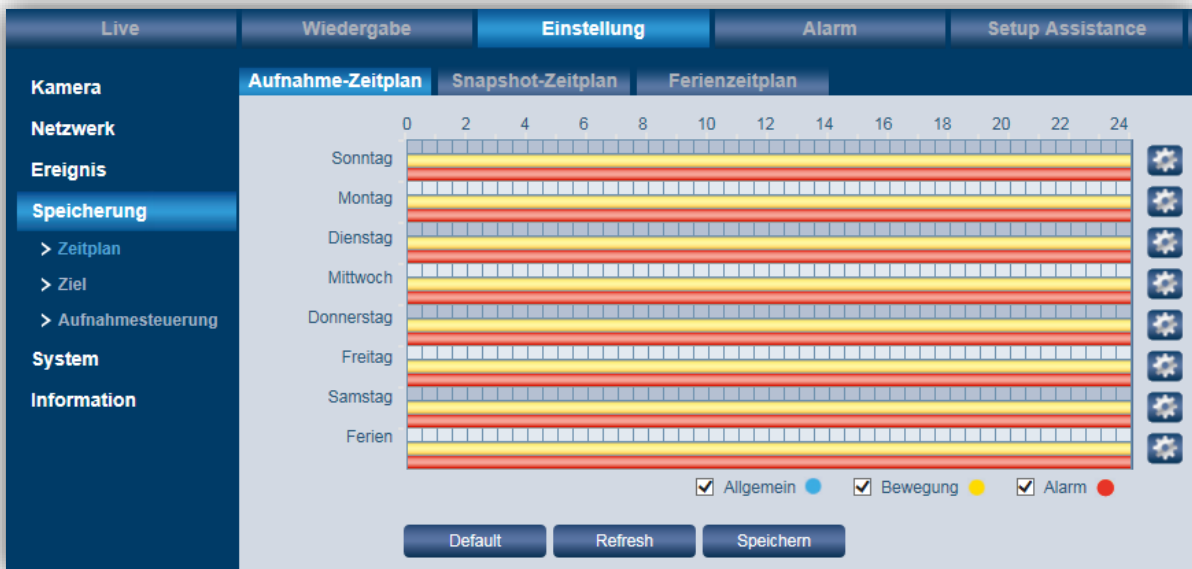 Live Wiedergabe Einstellung Alarm Setup Assistance
Kamera
Netzwerk
Ereignis
Speicherung
> Zeitplan
> Ziel
> Aufnahmesteuerung
System
Information
Aufnahme-Zeitplan Snapshot-Zeitplan Ferienzeitplan
0 2 4 6 8 10 12 14 16 18 20 22 24
Sonntag
Montag
Dienstag
Mittwoch
Donnerstag
Freitag
Samstag
Ferien
Allgemein Bewegung Alarm
Default Refresh Speichern